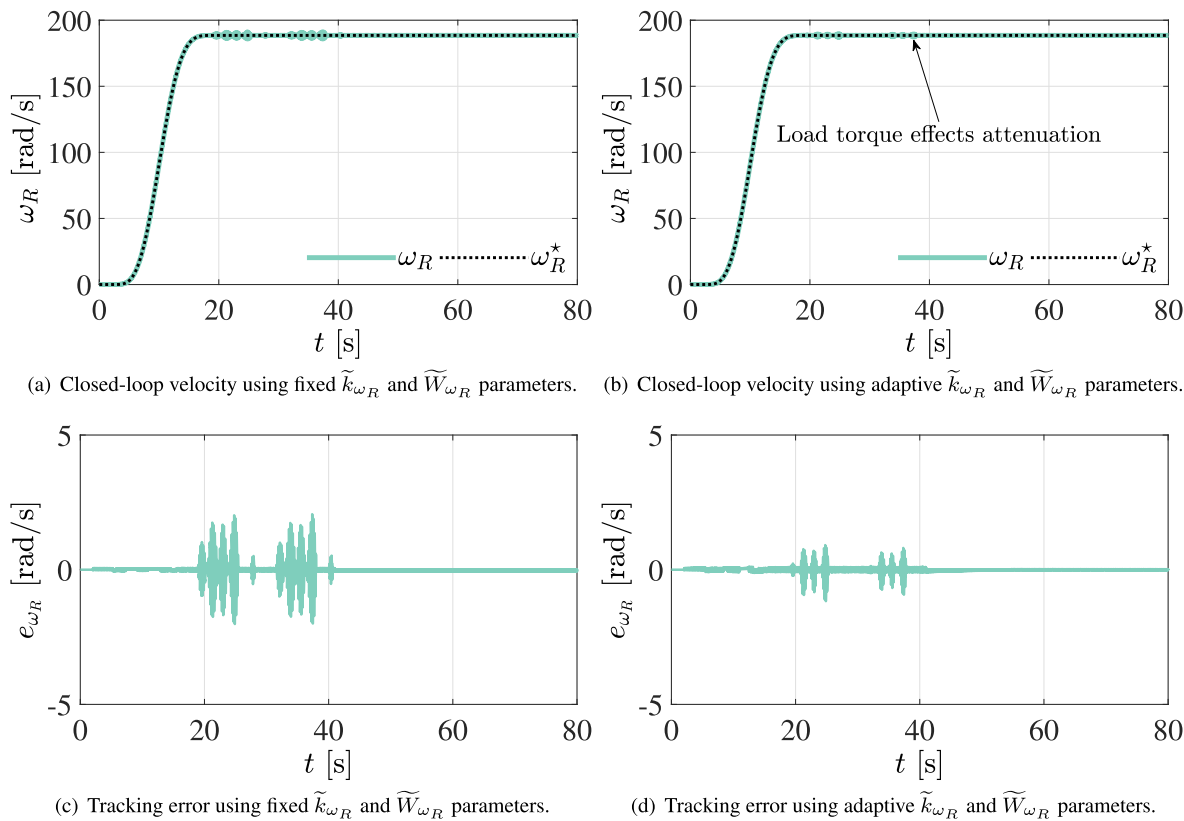 200
150
100
50
0
ω_R [rad/s]
ω_R ω_R^⋆
0 20 40 60 80
t [s]
(a) Closed-loop velocity using fixed k̃_{ω_R} and W̃_{ω_R} parameters.
200
150
100
50
0
ω_R [rad/s]
Load torque effects attenuation
ω_R ω_R^⋆
0 20 40 60 80
t [s]
(b) Closed-loop velocity using adaptive k̃_{ω_R} and W̃_{ω_R} parameters.
5
0
-5
e_{ω_R} [rad/s]
0 20 40 60 80
t [s]
(c) Tracking error using fixed k̃_{ω_R} and W̃_{ω_R} parameters.
5
0
-5
e_{ω_R} [rad/s]
0 20 40 60 80
t [s]
(d) Tracking error using adaptive k̃_{ω_R} and W̃_{ω_R} parameters.